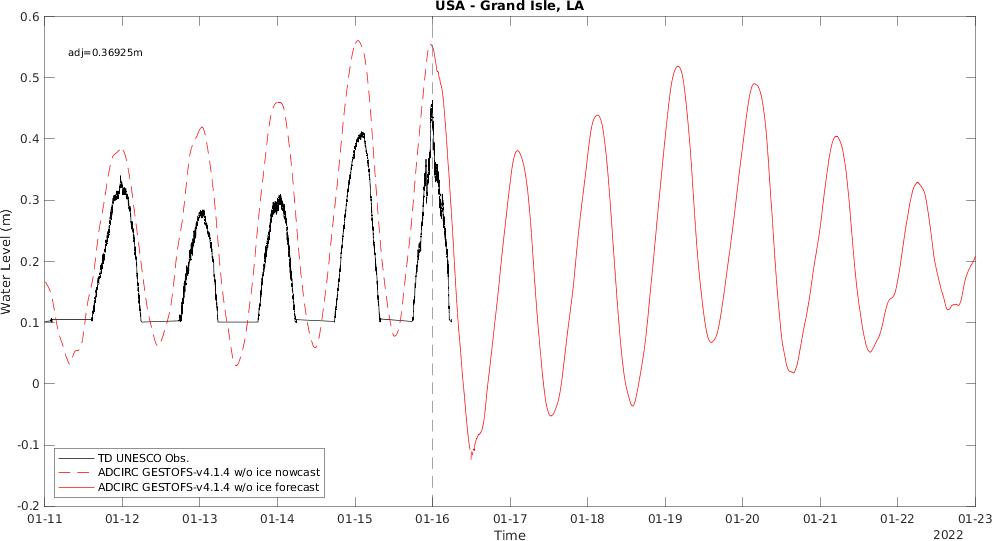 USA - Grand Isle, LA
adj=0.36925m
Water Level (m)
0.6
0.5
0.4
0.3
0.2
0.1
0
-0.1
-0.2
TD UNESCO Obs.
ADCIRC GESTOFS-v4.1.4 w/o ice nowcast
ADCIRC GESTOFS-v4.1.4 w/o ice forecast
01-11 01-12 01-13 01-14 01-15 01-16 01-17 01-18 01-19 01-20 01-21 01-22 01-23
Time
2022